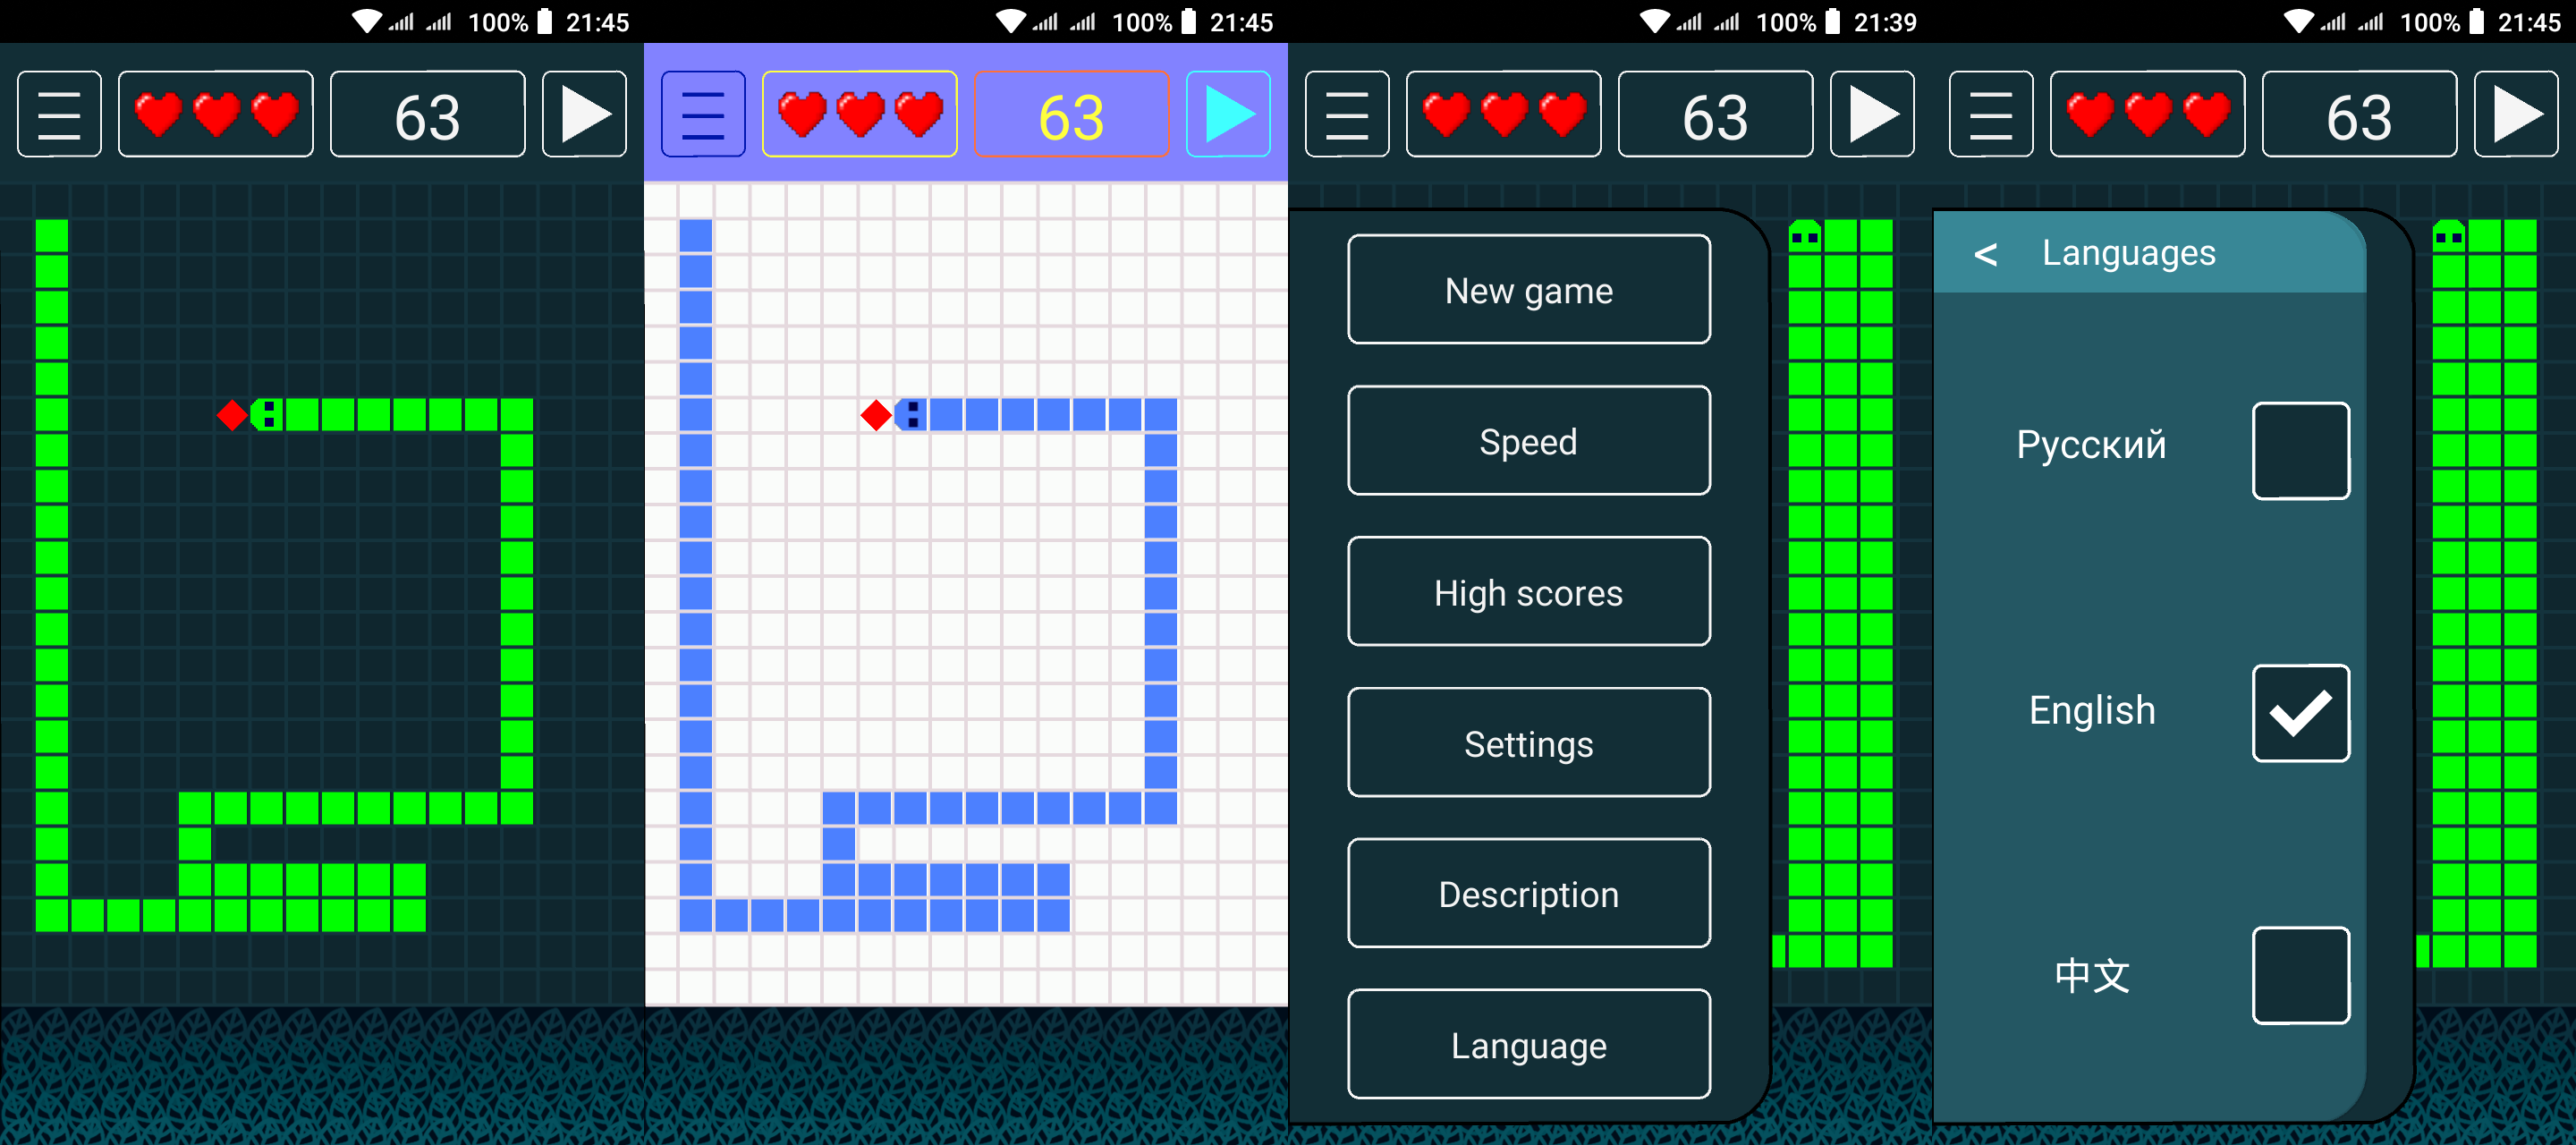 100% 21:45
63
100% 21:45
63
100% 21:39
63
New game
Speed
High scores
Settings
Description
Language
100% 21:45
63
< Languages
Русский
English
中文